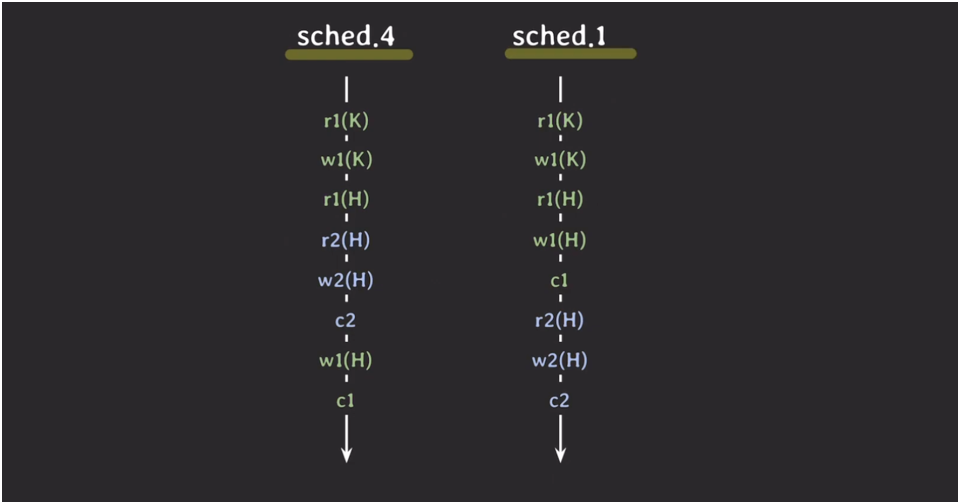 sched.4
r1(K)
w1(K)
r1(H)
r2(H)
w2(H)
c2
w1(H)
c1
sched.1
r1(K)
w1(K)
r1(H)
w1(H)
c1
r2(H)
w2(H)
c2